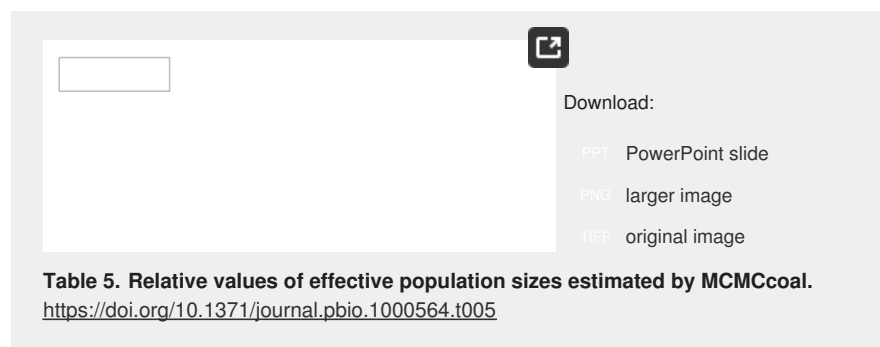 Download:
PPT PowerPoint slide
PNG larger image
TIFF original image
Table 5. Relative values of effective population sizes estimated by MCMCcoal.
https://doi.org/10.1371/journal.pbio.1000564.t005